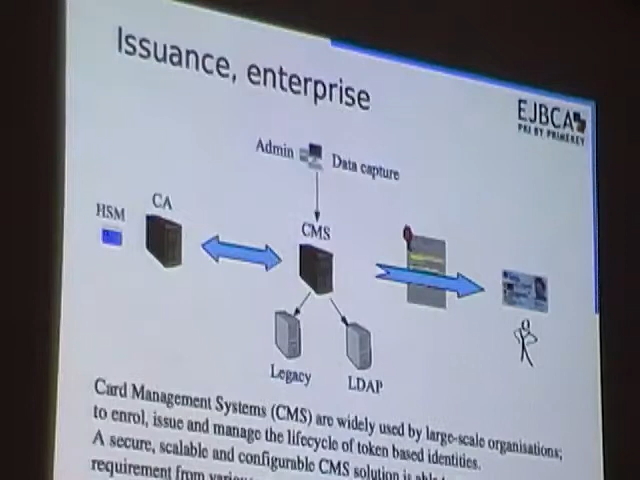 Issuance, enterprise
EJBCA
PKI BY PRIMEKEY
Admin
Data capture
HSM
CA
CMS
Legacy
LDAP
Card Management Systems (CMS) are widely used by large-scale organisations;
to enrol, issue and manage the lifecycle of token based identities.
A secure, scalable and configurable CMS solution is
requirement from